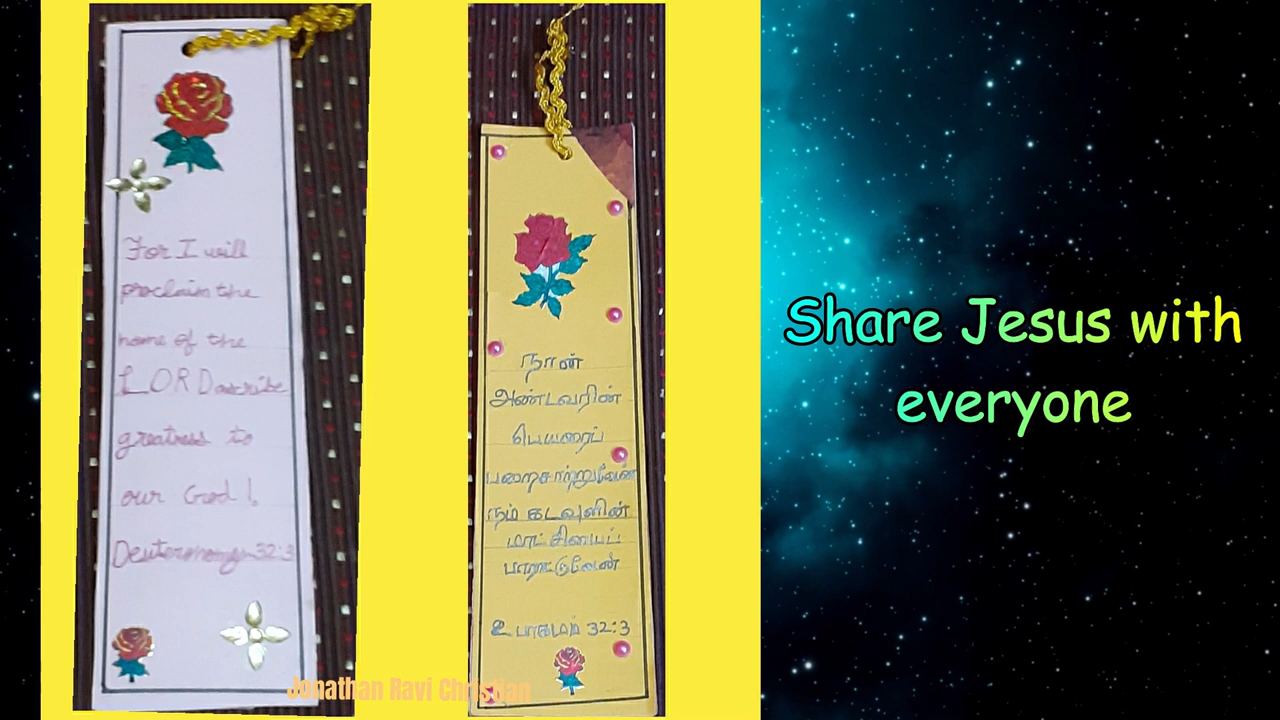 For I will
proclaim the
name of the
LORD ascribe
greatness to
our God !
Deuteronomy 32:3
நான்
அண்டவரின்
பெயரைப்
பறைசாற்றுவேன்
நம் கடவுளின்
மாட்சியைப்
பாராட்டுவேன்
உபாகமம் 32:3
Share Jesus with
everyone
Jonathan Ravi Christian